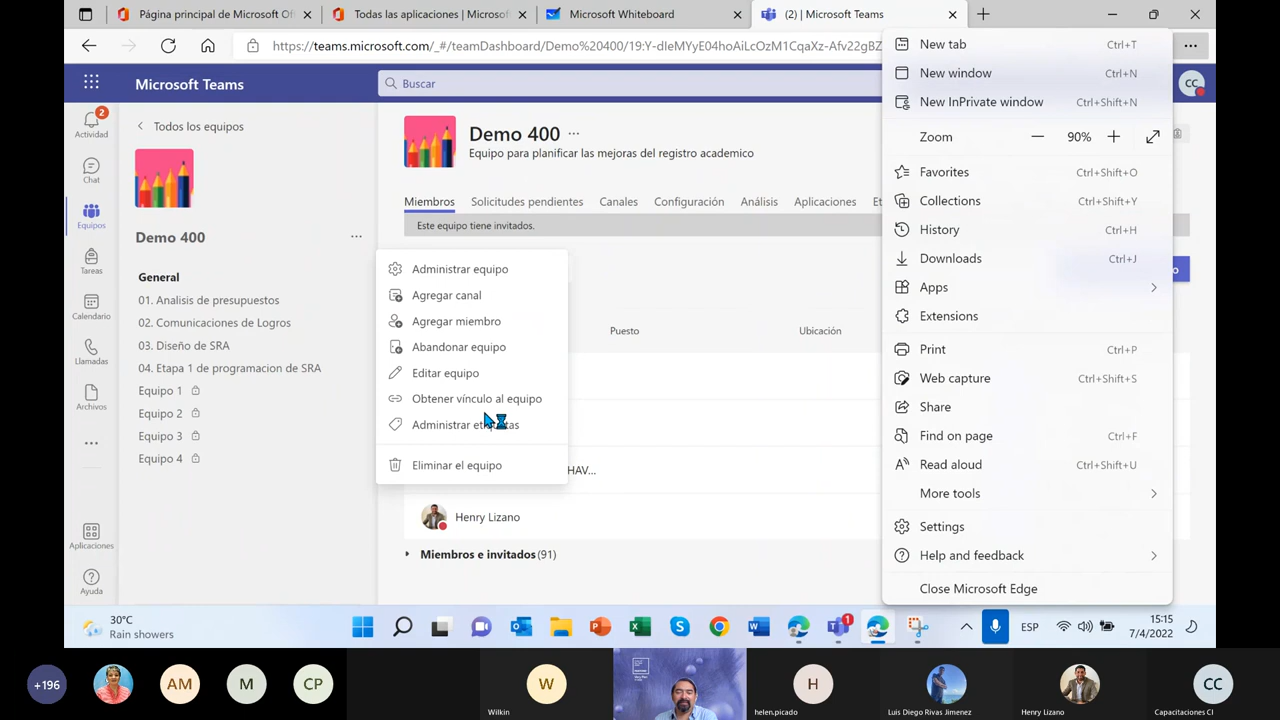 Página principal de Microsoft Of
Todas las aplicaciones | Microsof
Microsoft Whiteboard
(2) | Microsoft Teams
https://teams.microsoft.com/_#/teamDashboard/Demo%20400/19:Y-dIeMYyE04hoAiLcOzM1CqaXz-Afv22gBZ
Microsoft Teams
Buscar
CC
2
Actividad
Chat
Equipos
Tareas
Calendario
Llamadas
Archivos
Aplicaciones
Ayuda
Todos los equipos
Demo 400
General
01. Analisis de presupuestos
02. Comunicaciones de Logros
03. Diseño de SRA
04. Etapa 1 de programacion de SRA
Equipo 1
Equipo 2
Equipo 3
Equipo 4
Demo 400
Equipo para planificar las mejoras del registro academico
Miembros Solicitudes pendientes Canales Configuración Análisis Aplicaciones Et
Este equipo tiene invitados.
Administrar equipo
Agregar canal
Agregar miembro
Abandonar equipo
Editar equipo
Obtener vínculo al equipo
Administrar etiquetas
Eliminar el equipo
Puesto Ubicación
HAV...
Henry Lizano
Miembros e invitados (91)
o
New tab Ctrl+T
New window Ctrl+N
New InPrivate window Ctrl+Shift+N
Zoom 90%
Favorites Ctrl+Shift+O
Collections Ctrl+Shift+Y
History Ctrl+H
Downloads Ctrl+J
Apps
Extensions
Print Ctrl+P
Web capture Ctrl+Shift+S
Share
Find on page Ctrl+F
Read aloud Ctrl+Shift+U
More tools
Settings
Help and feedback
Close Microsoft Edge
30°C
Rain showers
1
ESP
15:15
7/4/2022
+196
AM
M
CP
W
Wilkin
H
helen.picado
Luis Diego Rivas Jimenez
Henry Lizano
CC
Capacitaciones CI